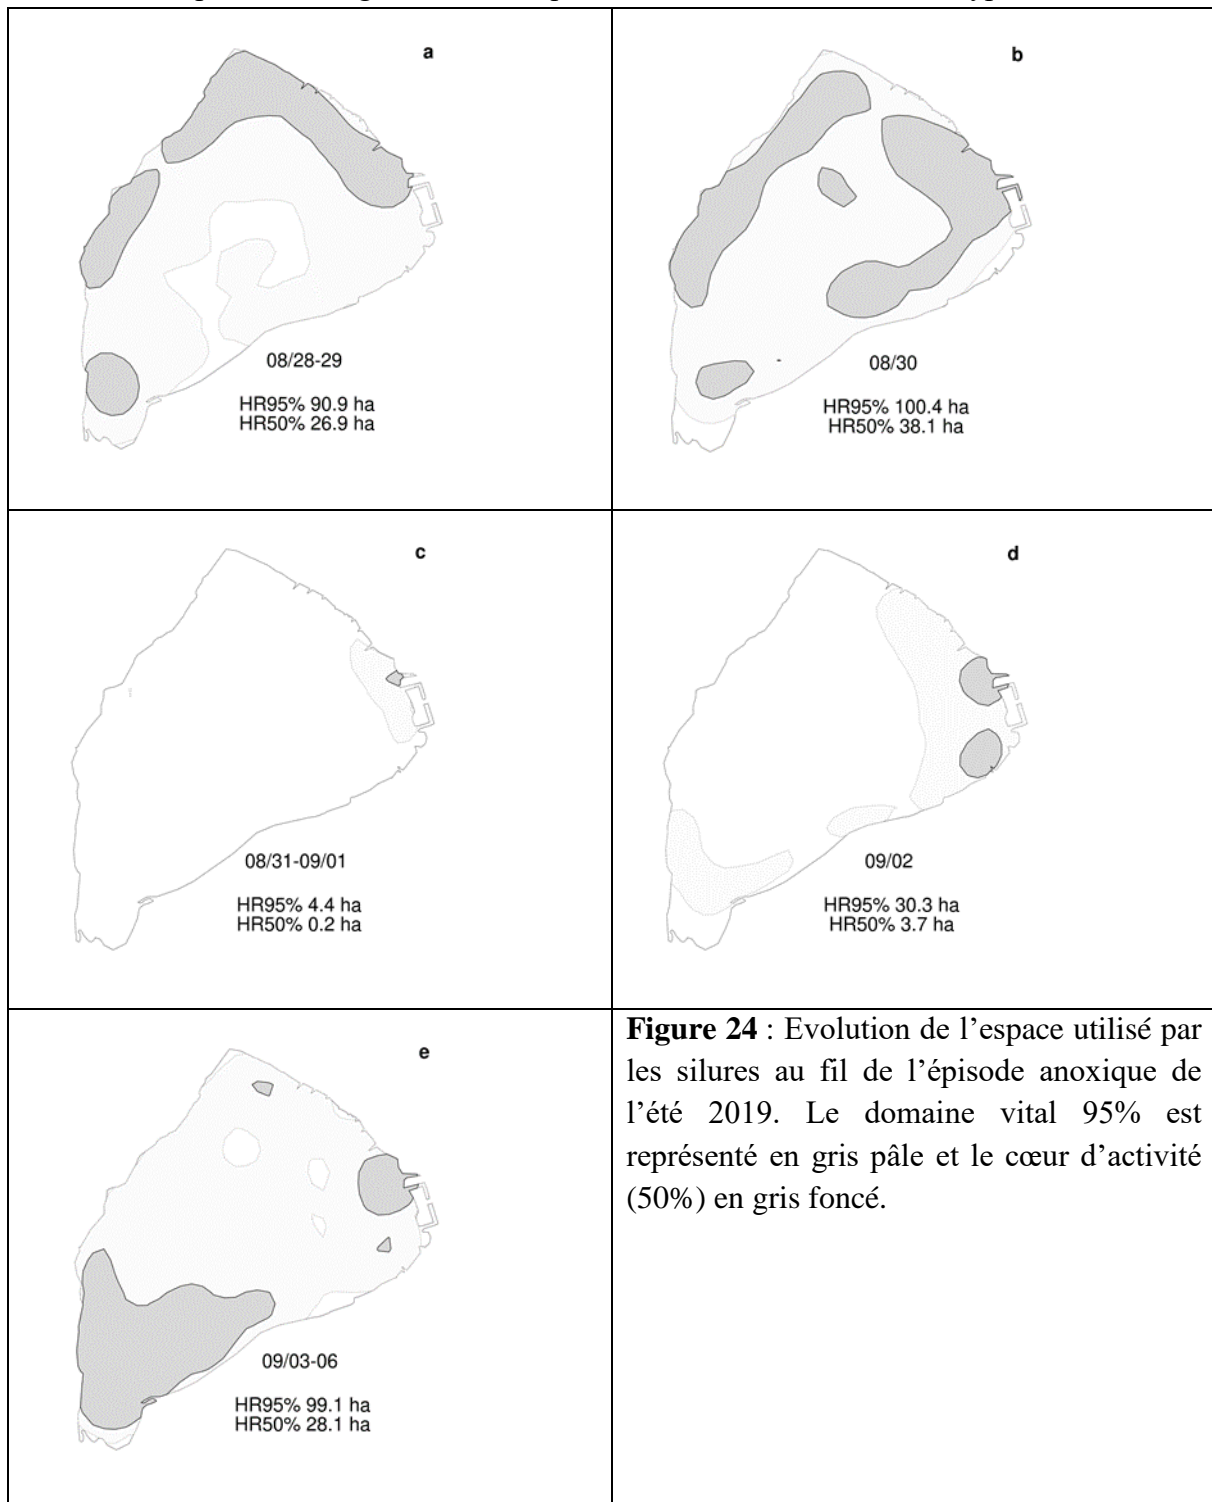 a
08/28-29
HR95% 90.9 ha
HR50% 26.9 ha
b
08/30
HR95% 100.4 ha
HR50% 38.1 ha
c
08/31-09/01
HR95% 4.4 ha
HR50% 0.2 ha
d
09/02
HR95% 30.3 ha
HR50% 3.7 ha
e
09/03-06
HR95% 99.1 ha
HR50% 28.1 ha
Figure 24 : Evolution de l’espace utilisé par
les silures au fil de l’épisode anoxique de
l’été 2019. Le domaine vital 95% est
représenté en gris pâle et le cœur d’activité
(50%) en gris foncé.